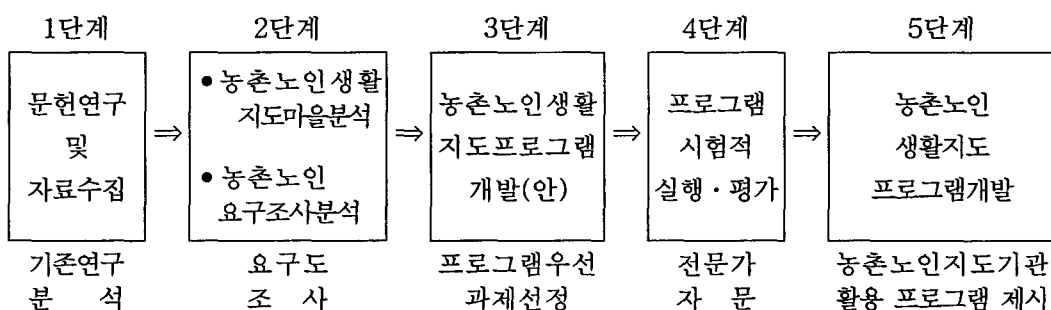 1단계
문헌연구
및
자료수집
기존연구
분 석
⇒
2단계
• 농촌노인생활
지도마을분석
• 농촌노인
요구조사분석
요구도
조 사
⇒
3단계
농촌노인생활
지도프로그램
개발(안)
프로그램우선
과제선정
⇒
4단계
프로그램
시험적
실행・평가
전문가
자 문
⇒
5단계
농촌노인
생활지도
프로그램개발
농촌노인지도기관
활용 프로그램 제시